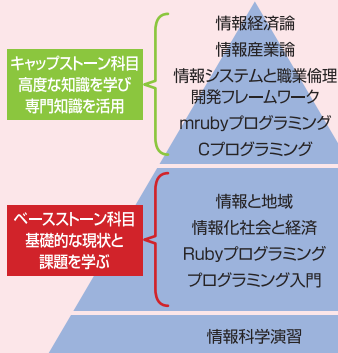 情報経済論
情報産業論
情報システムと職業倫理
開発フレームワーク
mrubyプログラミング
Cプログラミング
キャップストーン科目
高度な知識を学び
専門知識を活用
情報と地域
情報化社会と経済
Rubyプログラミング
プログラミング入門
ベースストーン科目
基礎的な現状と
課題を学ぶ
情報科学演習